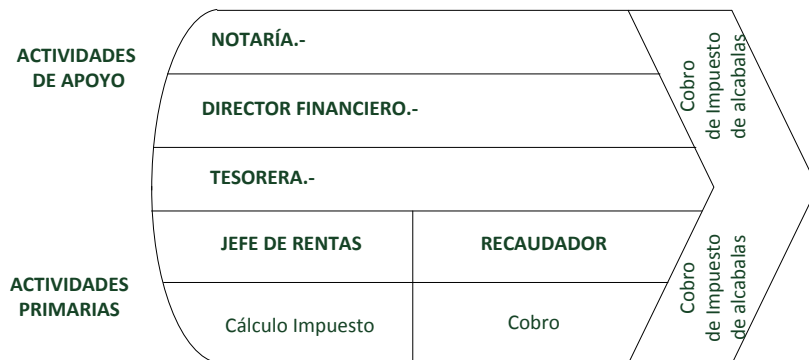 ACTIVIDADES
DE APOYO
NOTARÍA.-
DIRECTOR FINANCIERO.-
TESORERA.-
Cobro
de Impuesto
de alcabalas
ACTIVIDADES
PRIMARIAS
JEFE DE RENTAS
RECAUDADOR
Cálculo Impuesto
Cobro
Cobro
de Impuesto
de alcabalas